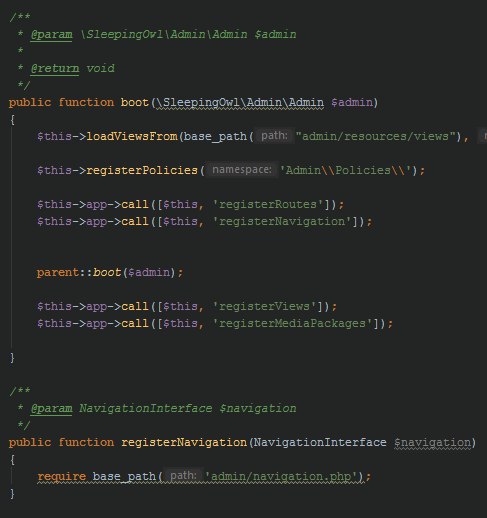 /**
 * @param \SleepingOwl\Admin\Admin $admin
 *
 * @return void
 */
public function boot(\SleepingOwl\Admin\Admin $admin)
{
    $this->loadViewsFrom(base_path( path: "admin/resources/views"),
    $this->registerPolicies( namespace: 'Admin\\Policies\\');
    $this->app->call([$this, 'registerRoutes']);
    $this->app->call([$this, 'registerNavigation']);
    parent::boot($admin);
    $this->app->call([$this, 'registerViews']);
    $this->app->call([$this, 'registerMediaPackages']);
}
/**
 * @param NavigationInterface $navigation
 */
public function registerNavigation(NavigationInterface $navigation)
{
    require base_path( path: 'admin/navigation.php');
}